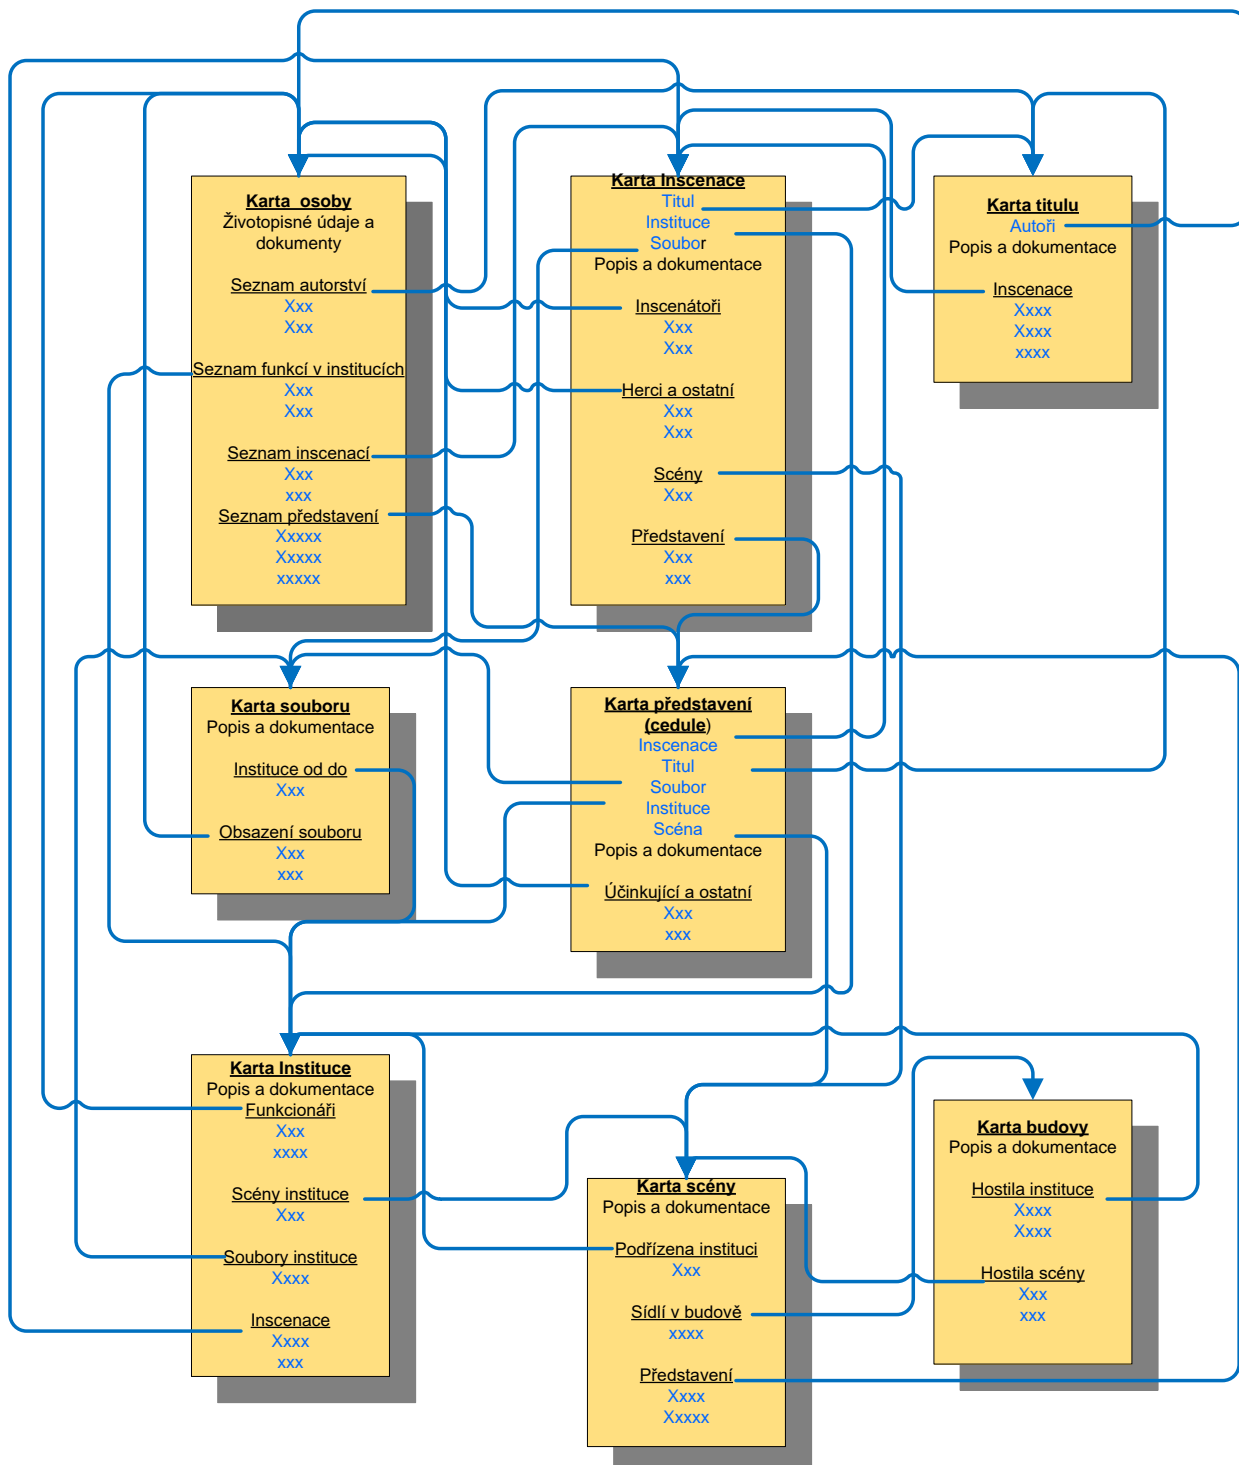 Karta  osoby
Životopisné údaje a
dokumenty
Seznam autorství
Xxx
Xxx
Seznam funkcí v institucích
Xxx
Xxx
Seznam inscenací
Xxx
xxx
Seznam představení
Xxxxx
Xxxxx
xxxxx
Karta Inscenace
Titul
Instituce
Soubor
Popis a dokumentace
Inscenátoři
Xxx
Xxx
Herci a ostatní
Xxx
Xxx
Scény
Xxx
Představení
Xxx
xxx
Karta titulu
Autoři
Popis a dokumentace
Inscenace
Xxxx
Xxxx
xxxx
Karta souboru
Popis a dokumentace
Instituce od do
Xxx
Obsazení souboru
Xxx
xxx
Karta představení
(cedule)
Inscenace
Titul
Soubor
Instituce
Scéna
Popis a dokumentace
Účinkující a ostatní
Xxx
xxx
Karta Instituce
Popis a dokumentace
Funkcionáři
Xxx
xxxx
Scény instituce
Xxx
Soubory instituce
Xxxx
Inscenace
Xxxx
xxx
Karta scény
Popis a dokumentace
Podřízena instituci
Xxx
Sídlí v budově
xxxx
Představení
Xxxx
Xxxxx
Karta budovy
Popis a dokumentace
Hostila instituce
Xxxx
Xxxx
Hostila scény
Xxx
xxx